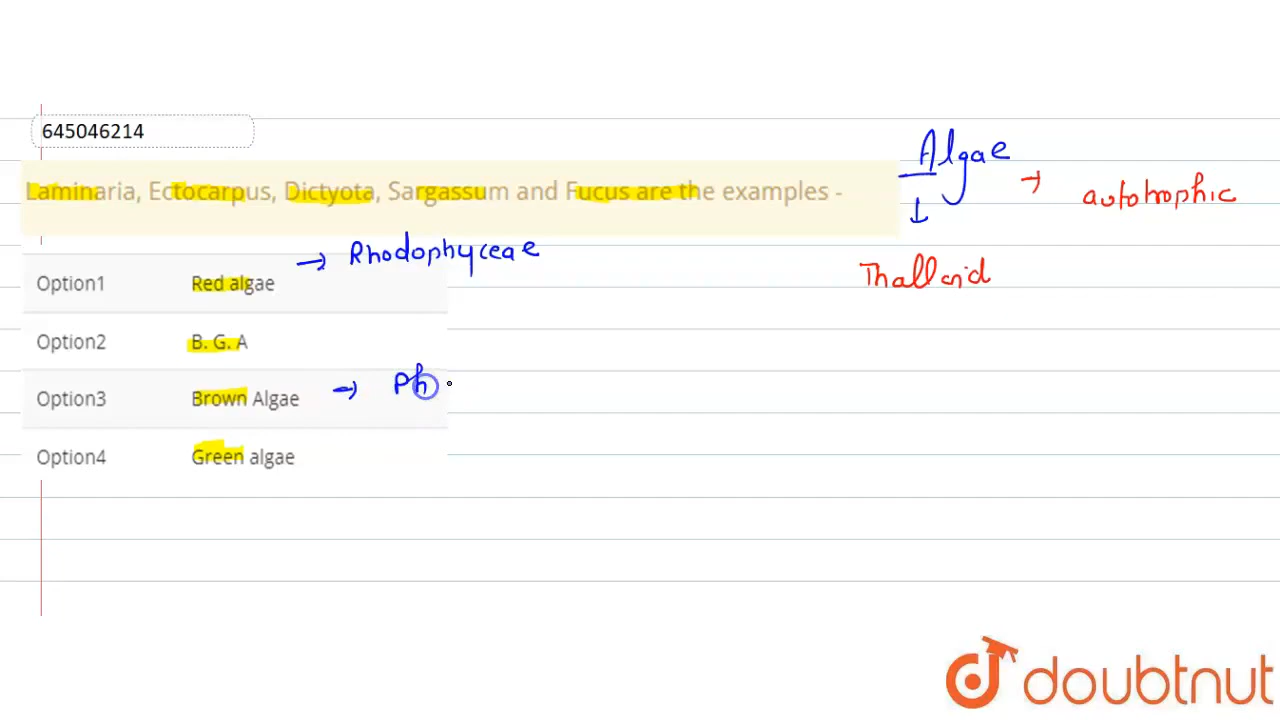 645046214
Algae
Laminaria, Ectocarpus, Dictyota, Sargassum and Fucus are the examples -
→ autotrophic
↓
→ Rhodophyceae
Thalloid
Option1 Red algae
Option2 B. G. A
Option3 Brown Algae → Ph
Option4 Green algae
doubtnut